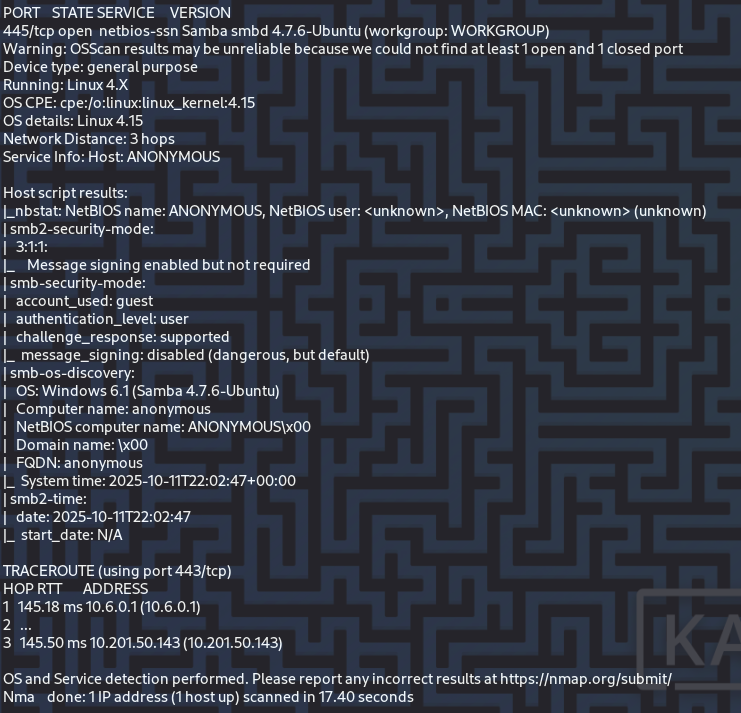 PORT    STATE SERVICE     VERSION
445/tcp open  netbios-ssn Samba smbd 4.7.6-Ubuntu (workgroup: WORKGROUP)
Warning: OSScan results may be unreliable because we could not find at least 1 open and 1 closed port
Device type: general purpose
Running: Linux 4.X
OS CPE: cpe:/o:linux:linux_kernel:4.15
OS details: Linux 4.15
Network Distance: 3 hops
Service Info: Host: ANONYMOUS

Host script results:
|_nbstat: NetBIOS name: ANONYMOUS, NetBIOS user: <unknown>, NetBIOS MAC: <unknown> (unknown)
| smb2-security-mode:
|   3:1:1:
|_    Message signing enabled but not required
| smb-security-mode:
|   account_used: guest
|   authentication_level: user
|   challenge_response: supported
|_  message_signing: disabled (dangerous, but default)
| smb-os-discovery:
|   OS: Windows 6.1 (Samba 4.7.6-Ubuntu)
|   Computer name: anonymous
|   NetBIOS computer name: ANONYMOUS\x00
|   Domain name: \x00
|   FQDN: anonymous
|_  System time: 2025-10-11T22:02:47+00:00
| smb2-time:
|   date: 2025-10-11T22:02:47
|_  start_date: N/A

TRACEROUTE (using port 443/tcp)
HOP RTT       ADDRESS
1   145.18 ms 10.6.0.1 (10.6.0.1)
2   ...
3   145.50 ms 10.201.50.143 (10.201.50.143)

OS and Service detection performed. Please report any incorrect results at https://nmap.org/submit/
Nma    done: 1 IP address (1 host up) scanned in 17.40 seconds
KA